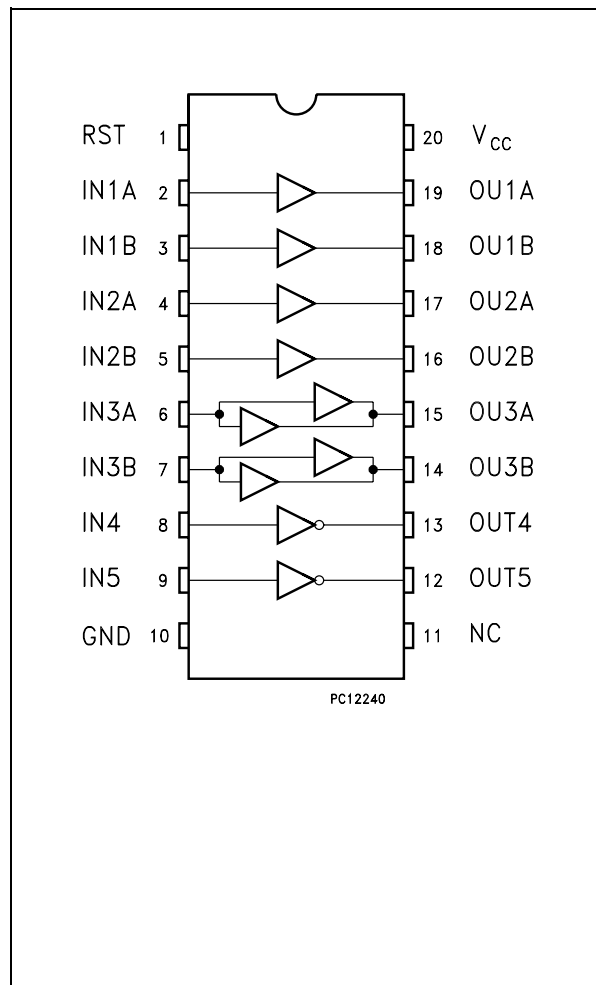 RST 1 20 VCC
IN1A 2 19 OU1A
IN1B 3 18 OU1B
IN2A 4 17 OU2A
IN2B 5 16 OU2B
IN3A 6 15 OU3A
IN3B 7 14 OU3B
IN4 8 13 OUT4
IN5 9 12 OUT5
GND 10 11 NC
PC12240